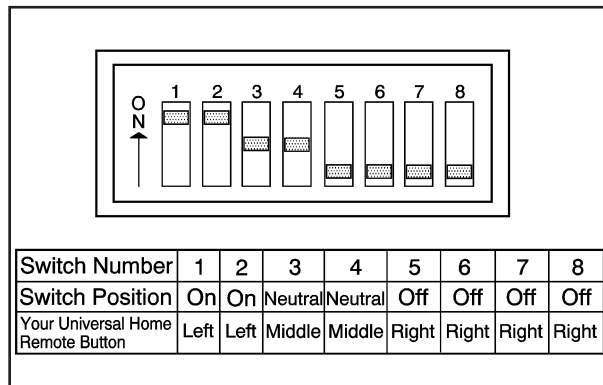 1 2 3 4 5 6 7 8
ON
Switch Number 1 2 3 4 5 6 7 8
Switch Position On On Neutral Neutral Off Off Off Off
Your Universal Home
Remote Button Left Left Middle Middle Right Right Right Right